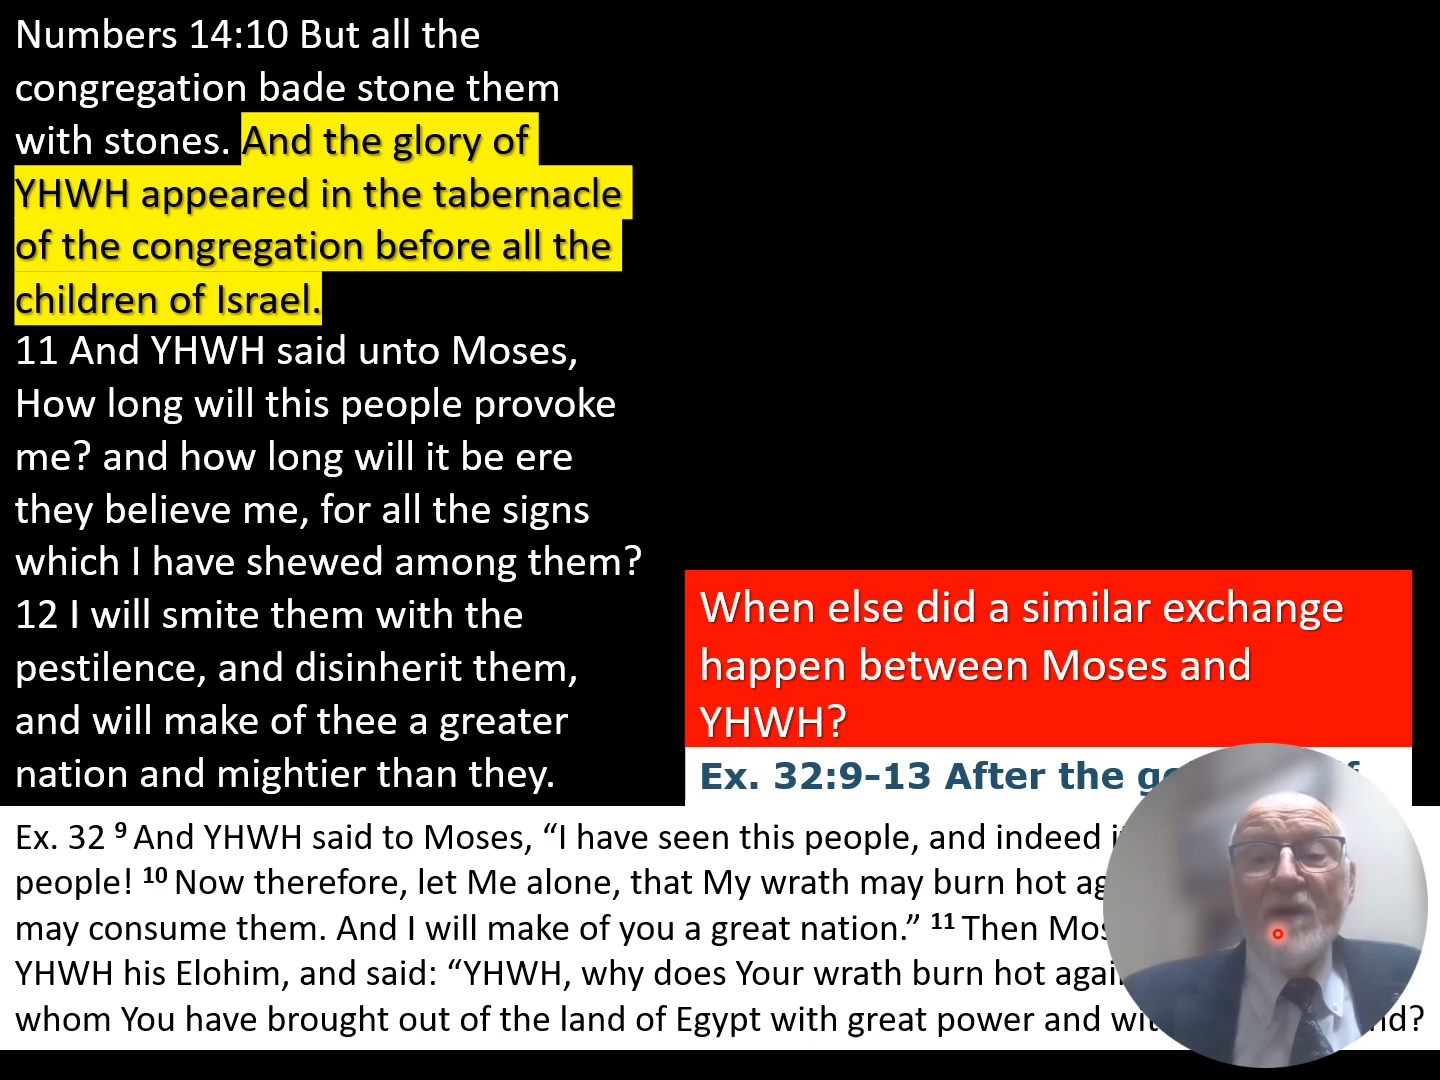 Numbers 14:10 But all the
congregation bade stone them
with stones. And the glory of
YHWH appeared in the tabernacle
of the congregation before all the
children of Israel.
11 And YHWH said unto Moses,
How long will this people provoke
me? and how long will it be ere
they believe me, for all the signs
which I have shewed among them?
12 I will smite them with the
pestilence, and disinherit them,
and will make of thee a greater
nation and mightier than they.
When else did a similar exchange
happen between Moses and
YHWH?
Ex. 32:9-13 After the
Ex. 32 9 And YHWH said to Moses, “I have seen this people, and indeed
people! 10 Now therefore, let Me alone, that My wrath may burn hot
may consume them. And I will make of you a great nation.” 11 Then
YHWH his Elohim, and said: “YHWH, why does Your wrath burn hot
whom You have brought out of the land of Egypt with great power and